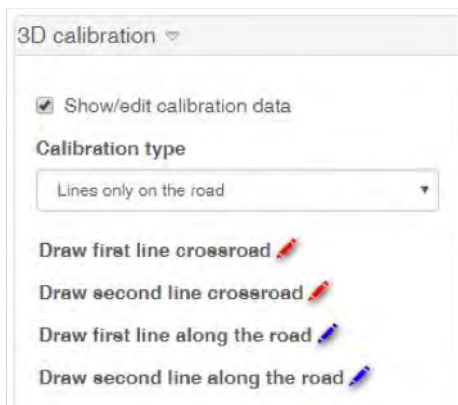 3D calibration
Show/edit calibration data
Calibration type
Lines only on the road
Draw first line crossroad
Draw second line crossroad
Draw first line along the road
Draw second line along the road